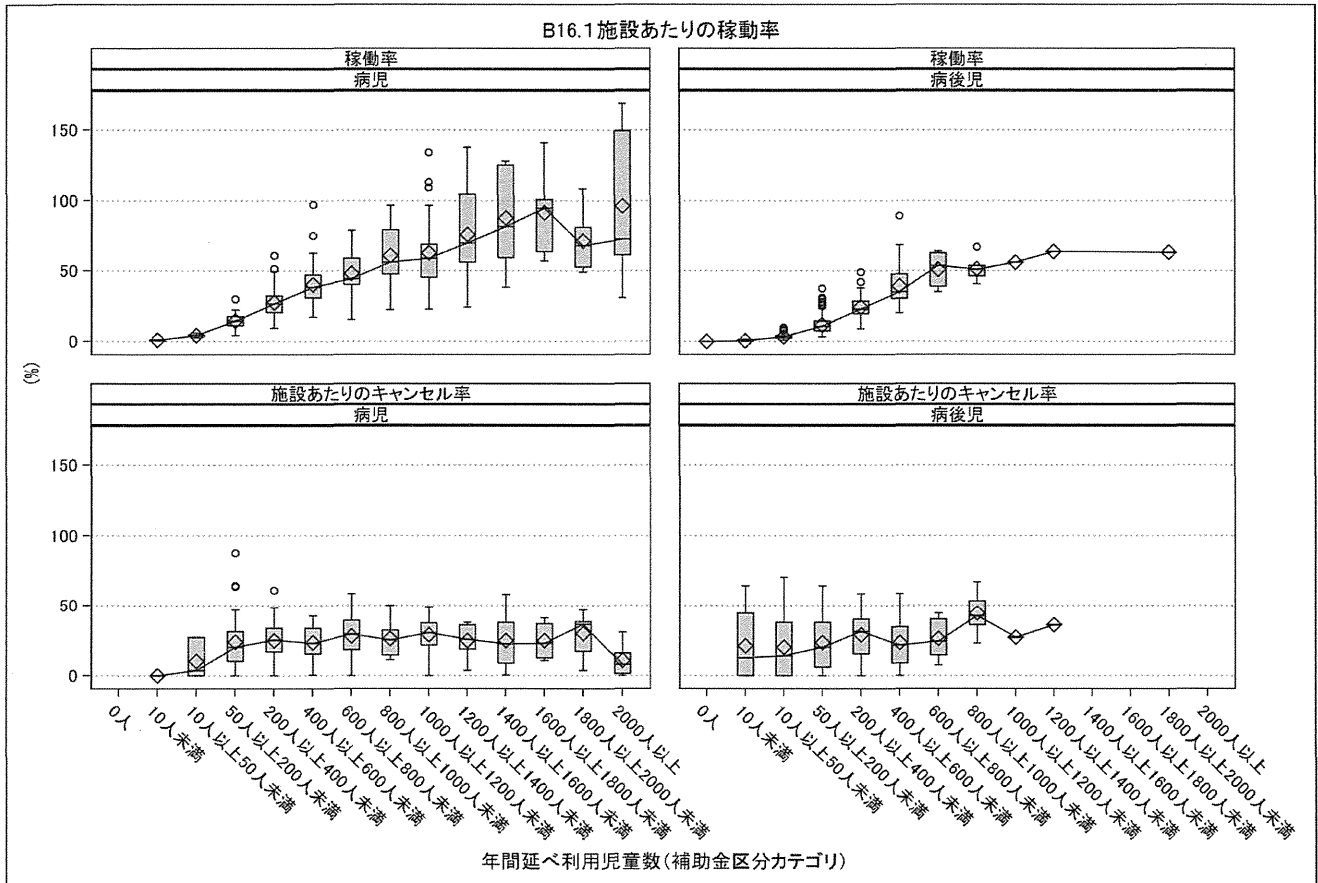 B16.1施設あたりの稼動率
稼働率
病児
稼働率
病後児
150
100
50
0
(%)
施設あたりのキャンセル率
病児
施設あたりのキャンセル率
病後児
150
100
50
0
0人
10人未満
10人以上50人未満
50人以上200人未満
200人以上400人未満
400人以上600人未満
600人以上800人未満
800人以上1000人未満
1000人以上1200人未満
1200人以上1400人未満
1400人以上1600人未満
1600人以上1800人未満
1800人以上2000人未満
2000人以上
0人
10人未満
10人以上50人未満
50人以上200人未満
200人以上400人未満
400人以上600人未満
600人以上800人未満
800人以上1000人未満
1000人以上1200人未満
1200人以上1400人未満
1400人以上1600人未満
1600人以上1800人未満
1800人以上2000人未満
2000人以上
年間延べ利用児童数(補助金区分カテゴリ)